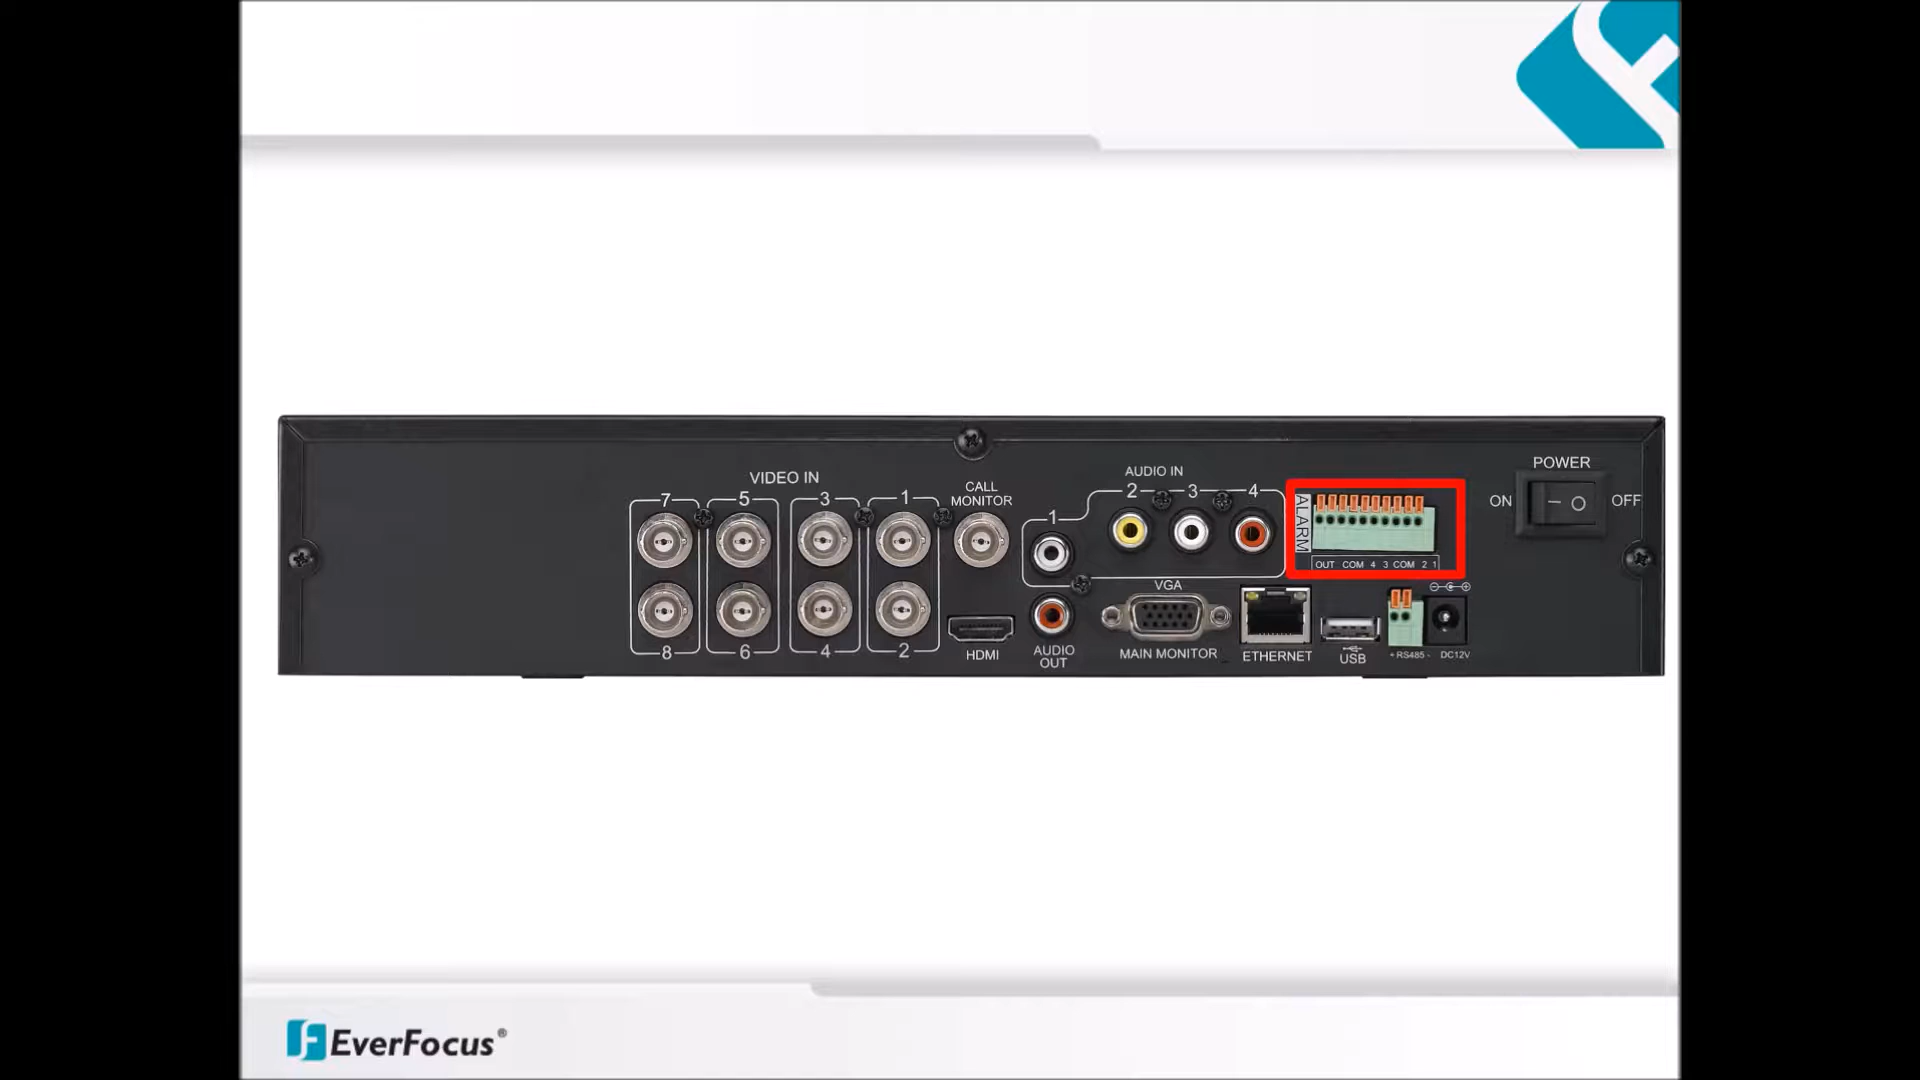 POWER
ON OFF
VIDEO IN
7 5 3 1
8 6 4 2
CALL
MONITOR
HDMI
AUDIO IN
1 2 3 4
AUDIO
OUT
VGA
MAIN MONITOR
ETHERNET
USB
ALARM
OUT COM 4 3 COM 2 1
+ RS485 -
DC12V
EverFocus®